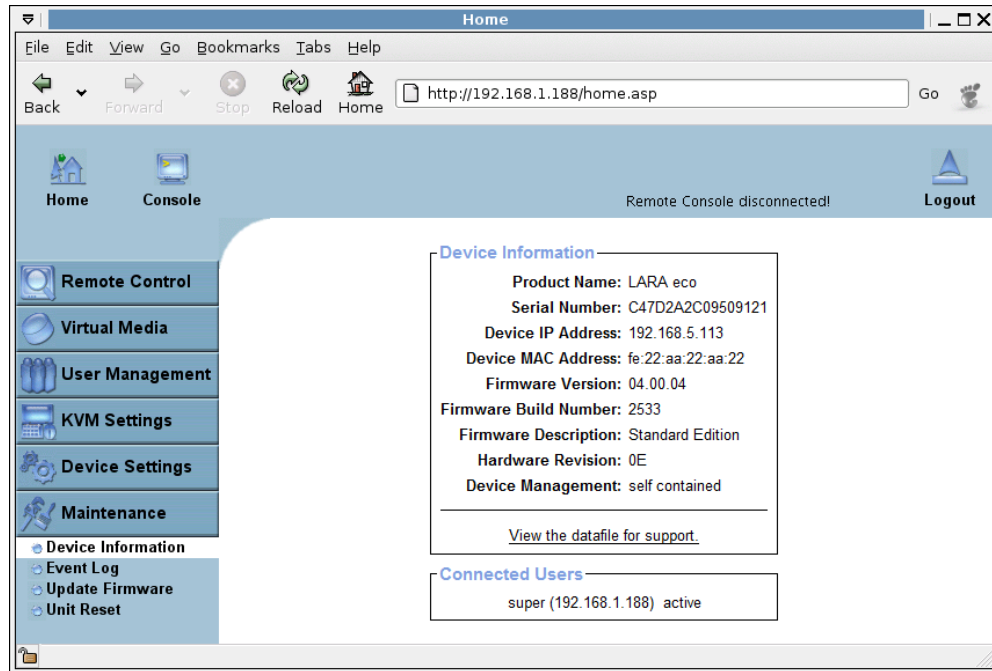 Home
File Edit View Go Bookmarks Tabs Help
Back Forward Stop Reload Home http://192.168.1.188/home.asp Go
Home Console Remote Console disconnected! Logout
Remote Control
Virtual Media
User Management
KVM Settings
Device Settings
Maintenance
Device Information
Event Log
Update Firmware
Unit Reset
Device Information
Product Name: LARA eco
Serial Number: C47D2A2C09509121
Device IP Address: 192.168.5.113
Device MAC Address: fe:22:aa:22:aa:22
Firmware Version: 04.00.04
Firmware Build Number: 2533
Firmware Description: Standard Edition
Hardware Revision: 0E
Device Management: self contained
View the datafile for support.
Connected Users
super (192.168.1.188) active